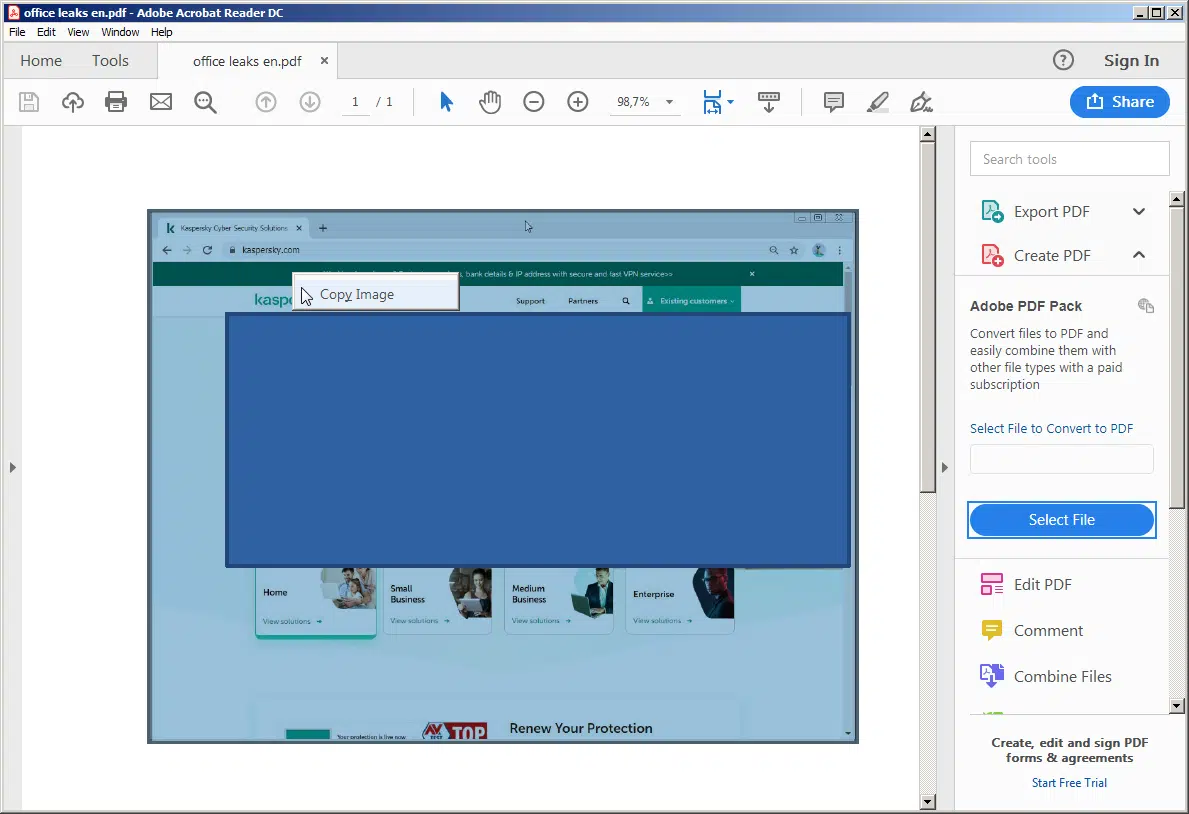 office leaks en.pdf - Adobe Acrobat Reader DC
File Edit View Window Help
Home Tools office leaks en.pdf × ? Sign In
1 / 1 98,7% Share
Search tools
Export PDF
Create PDF
Adobe PDF Pack
Convert files to PDF and
easily combine them with
other file types with a paid
subscription
Select File to Convert to PDF
Select File
Edit PDF
Comment
Combine Files
Create, edit and sign PDF
forms & agreements
Start Free Trial
Kaspersky Cyber Security Solutions
kaspersky.com
bank details & IP address with secure and fast VPN service»»
Copy Image
Support Partners Existing customers
Home
View solutions
Small
Business
View solutions
Medium
Business
View solutions
Enterprise
View solutions
Your protection is live now
AV TEST TOP
Renew Your Protection